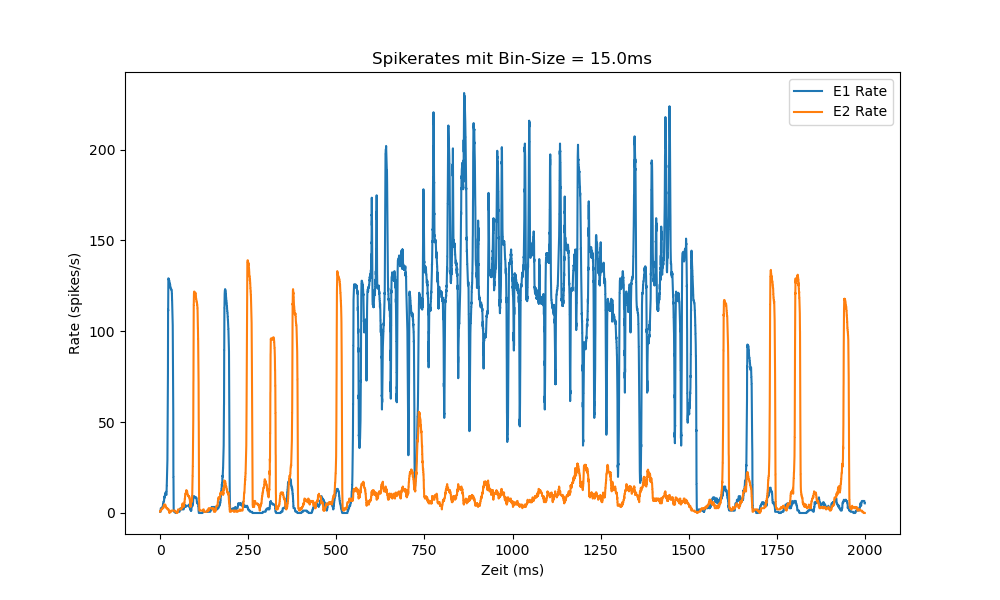 Spikerates mit Bin-Size = 15.0ms
E1 Rate
E2 Rate
Rate (spikes/s)
200
150
100
50
0
0 250 500 750 1000 1250 1500 1750 2000
Zeit (ms)